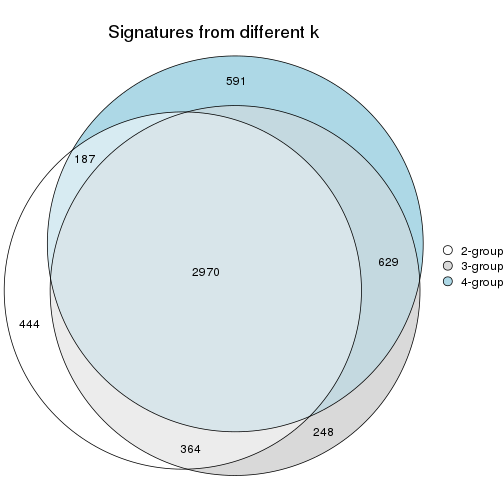 Signatures from different k
591
187
2970
629
444
364
248
2-group
3-group
4-group